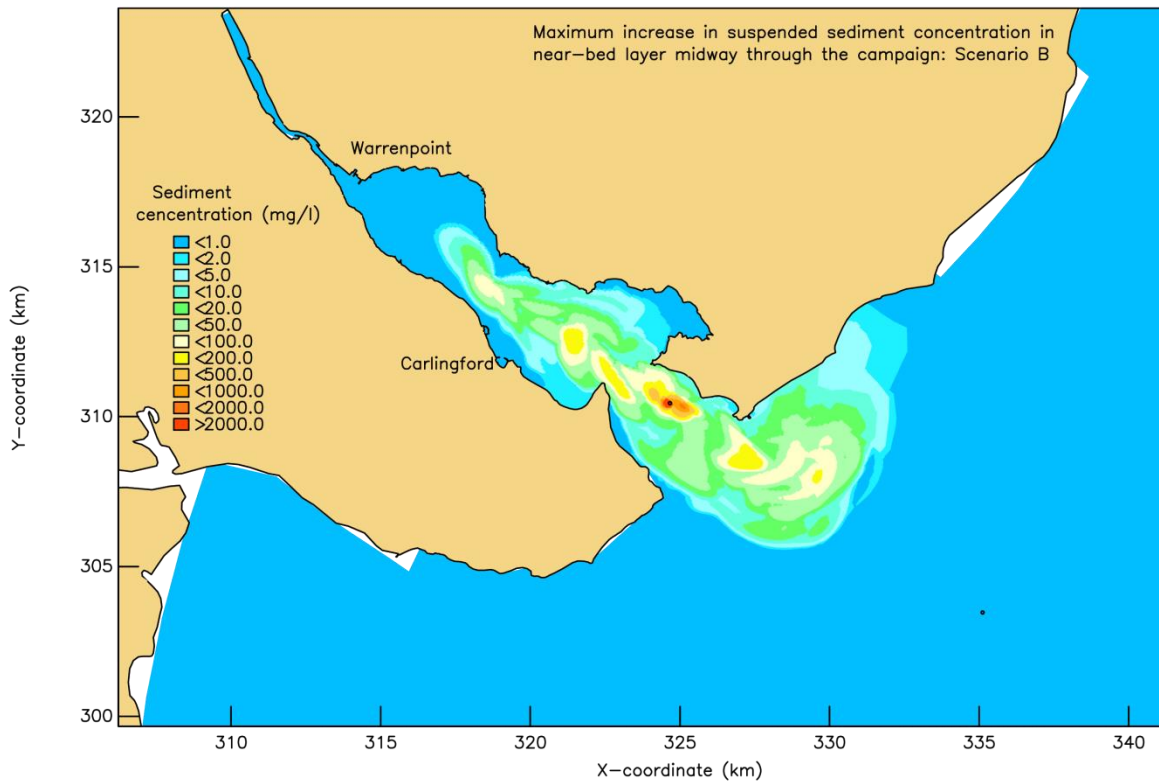 Maximum increase in suspended sediment concentration in
near-bed layer midway through the campaign: Scenario B
320
Warrenpoint
Sediment
cencentration (mg/l)
<1.0
<2.0
<5.0
<10.0
<20.0
<50.0
<100.0
<200.0
<500.0
<1000.0
<2000.0
>2000.0
315
Carlingford
310
305
300
Y-coordinate (km)
310 315 320 325 330 335 340
X-coordinate (km)